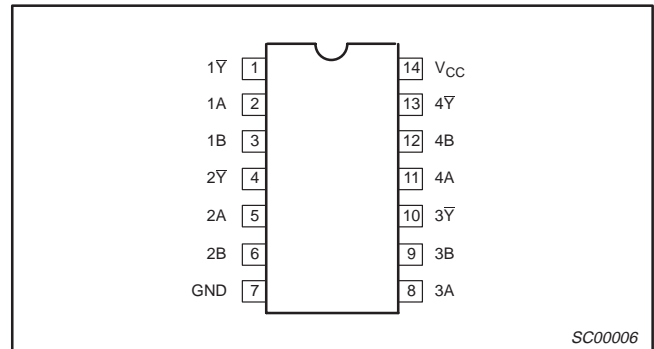 1Y̅ 1 14 VCC
1A 2 13 4Y̅
1B 3 12 4B
2Y̅ 4 11 4A
2A 5 10 3Y̅
2B 6 9 3B
GND 7 8 3A
SC00006